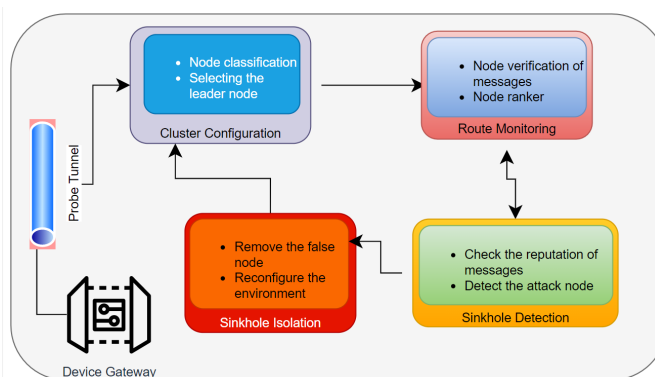 Node classification
Selecting the
leader node
Cluster Configuration
Node verification of
messages
Node ranker
Route Monitoring
Probe Tunnel
Remove the false
node
Reconfigure the
environment
Sinkhole Isolation
Check the reputation of
messages
Detect the attack node
Sinkhole Detection
Device Gateway